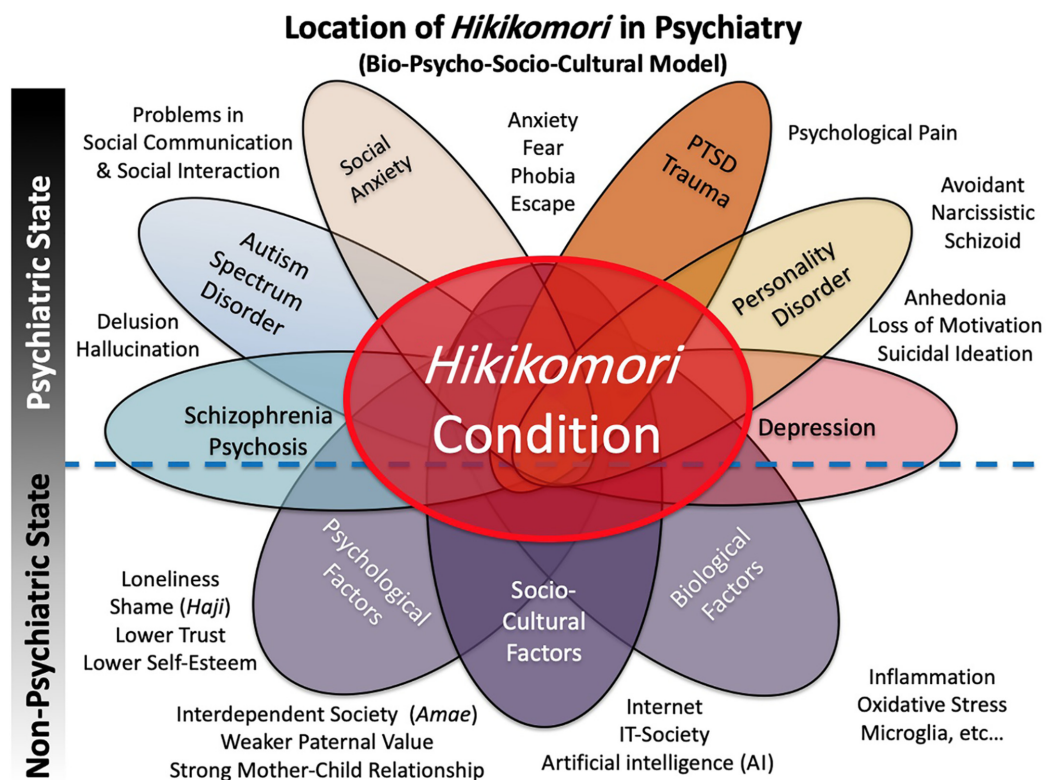 Location of Hikikomori in Psychiatry
(Bio-Psycho-Socio-Cultural Model)
Psychiatric State
Non-Psychiatric State
Problems in
Social Communication
& Social Interaction
Social
Anxiety
Anxiety
Fear
Phobia
Escape
PTSD
Trauma
Psychological Pain
Autism
Spectrum
Disorder
Personality
Disorder
Avoidant
Narcissistic
Schizoid
Delusion
Hallucination
Anhedonia
Loss of Motivation
Suicidal Ideation
Schizophrenia
Psychosis
Hikikomori
Condition
Depression
Psychological
Factors
Socio-
Cultural
Factors
Biological
Factors
Loneliness
Shame (Haji)
Lower Trust
Lower Self-Esteem
Interdependent Society (Amae)
Weaker Paternal Value
Strong Mother-Child Relationship
Internet
IT-Society
Artificial intelligence (AI)
Inflammation
Oxidative Stress
Microglia, etc...